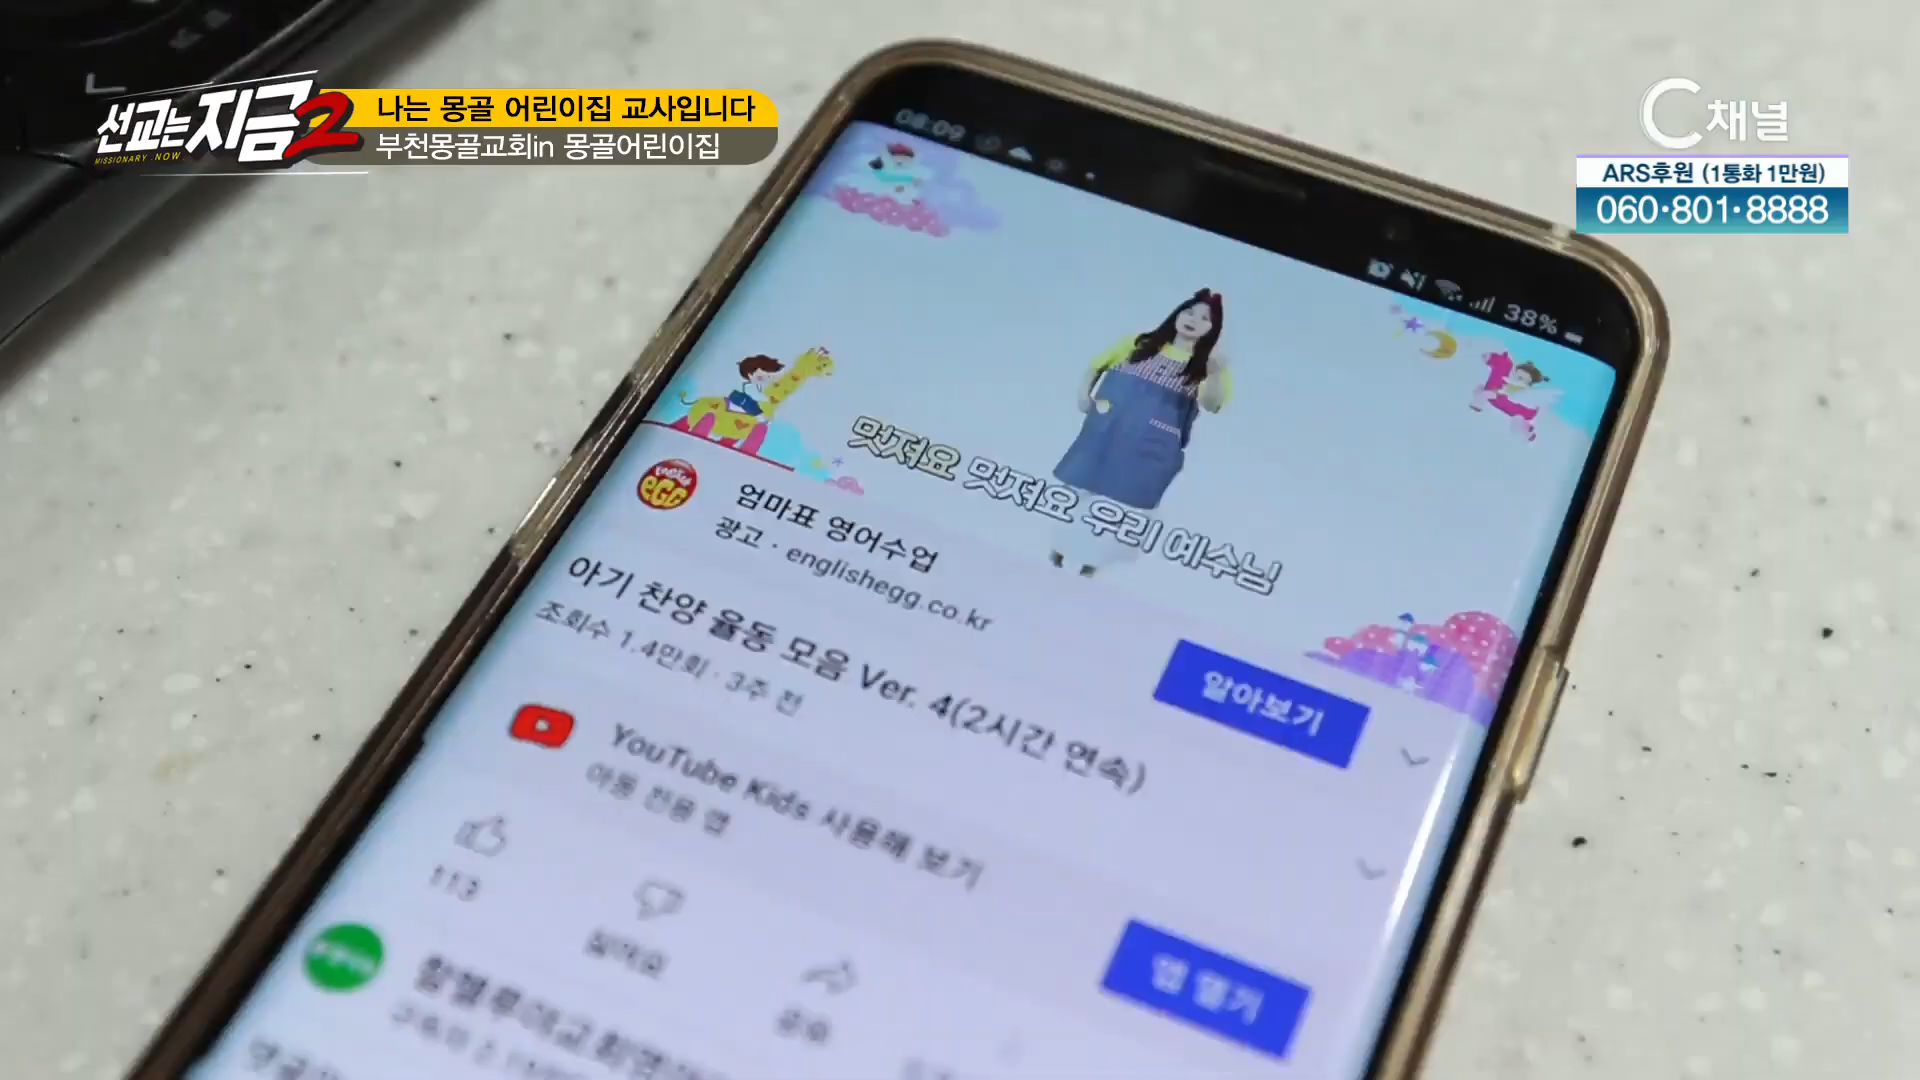 선교는 지금2
MISSIONARY . NOW
나는 몽골 어린이집 교사입니다
부천몽골교회in 몽골어린이집
C채널
ARS후원 (1통화 1만원)
060·801·8888
08:09
38%
멋져요 멋져요 우리 예수님
english
egg
엄마표 영어수업
광고 · englishegg.co.kr
알아보기
아기 찬양 율동 모음 Ver. 4(2시간 연속)
조회수 1.4만회 · 3주 전
YouTube Kids 사용해 보기
아동 전용 앱
앱 열기
113
싫어요
공유